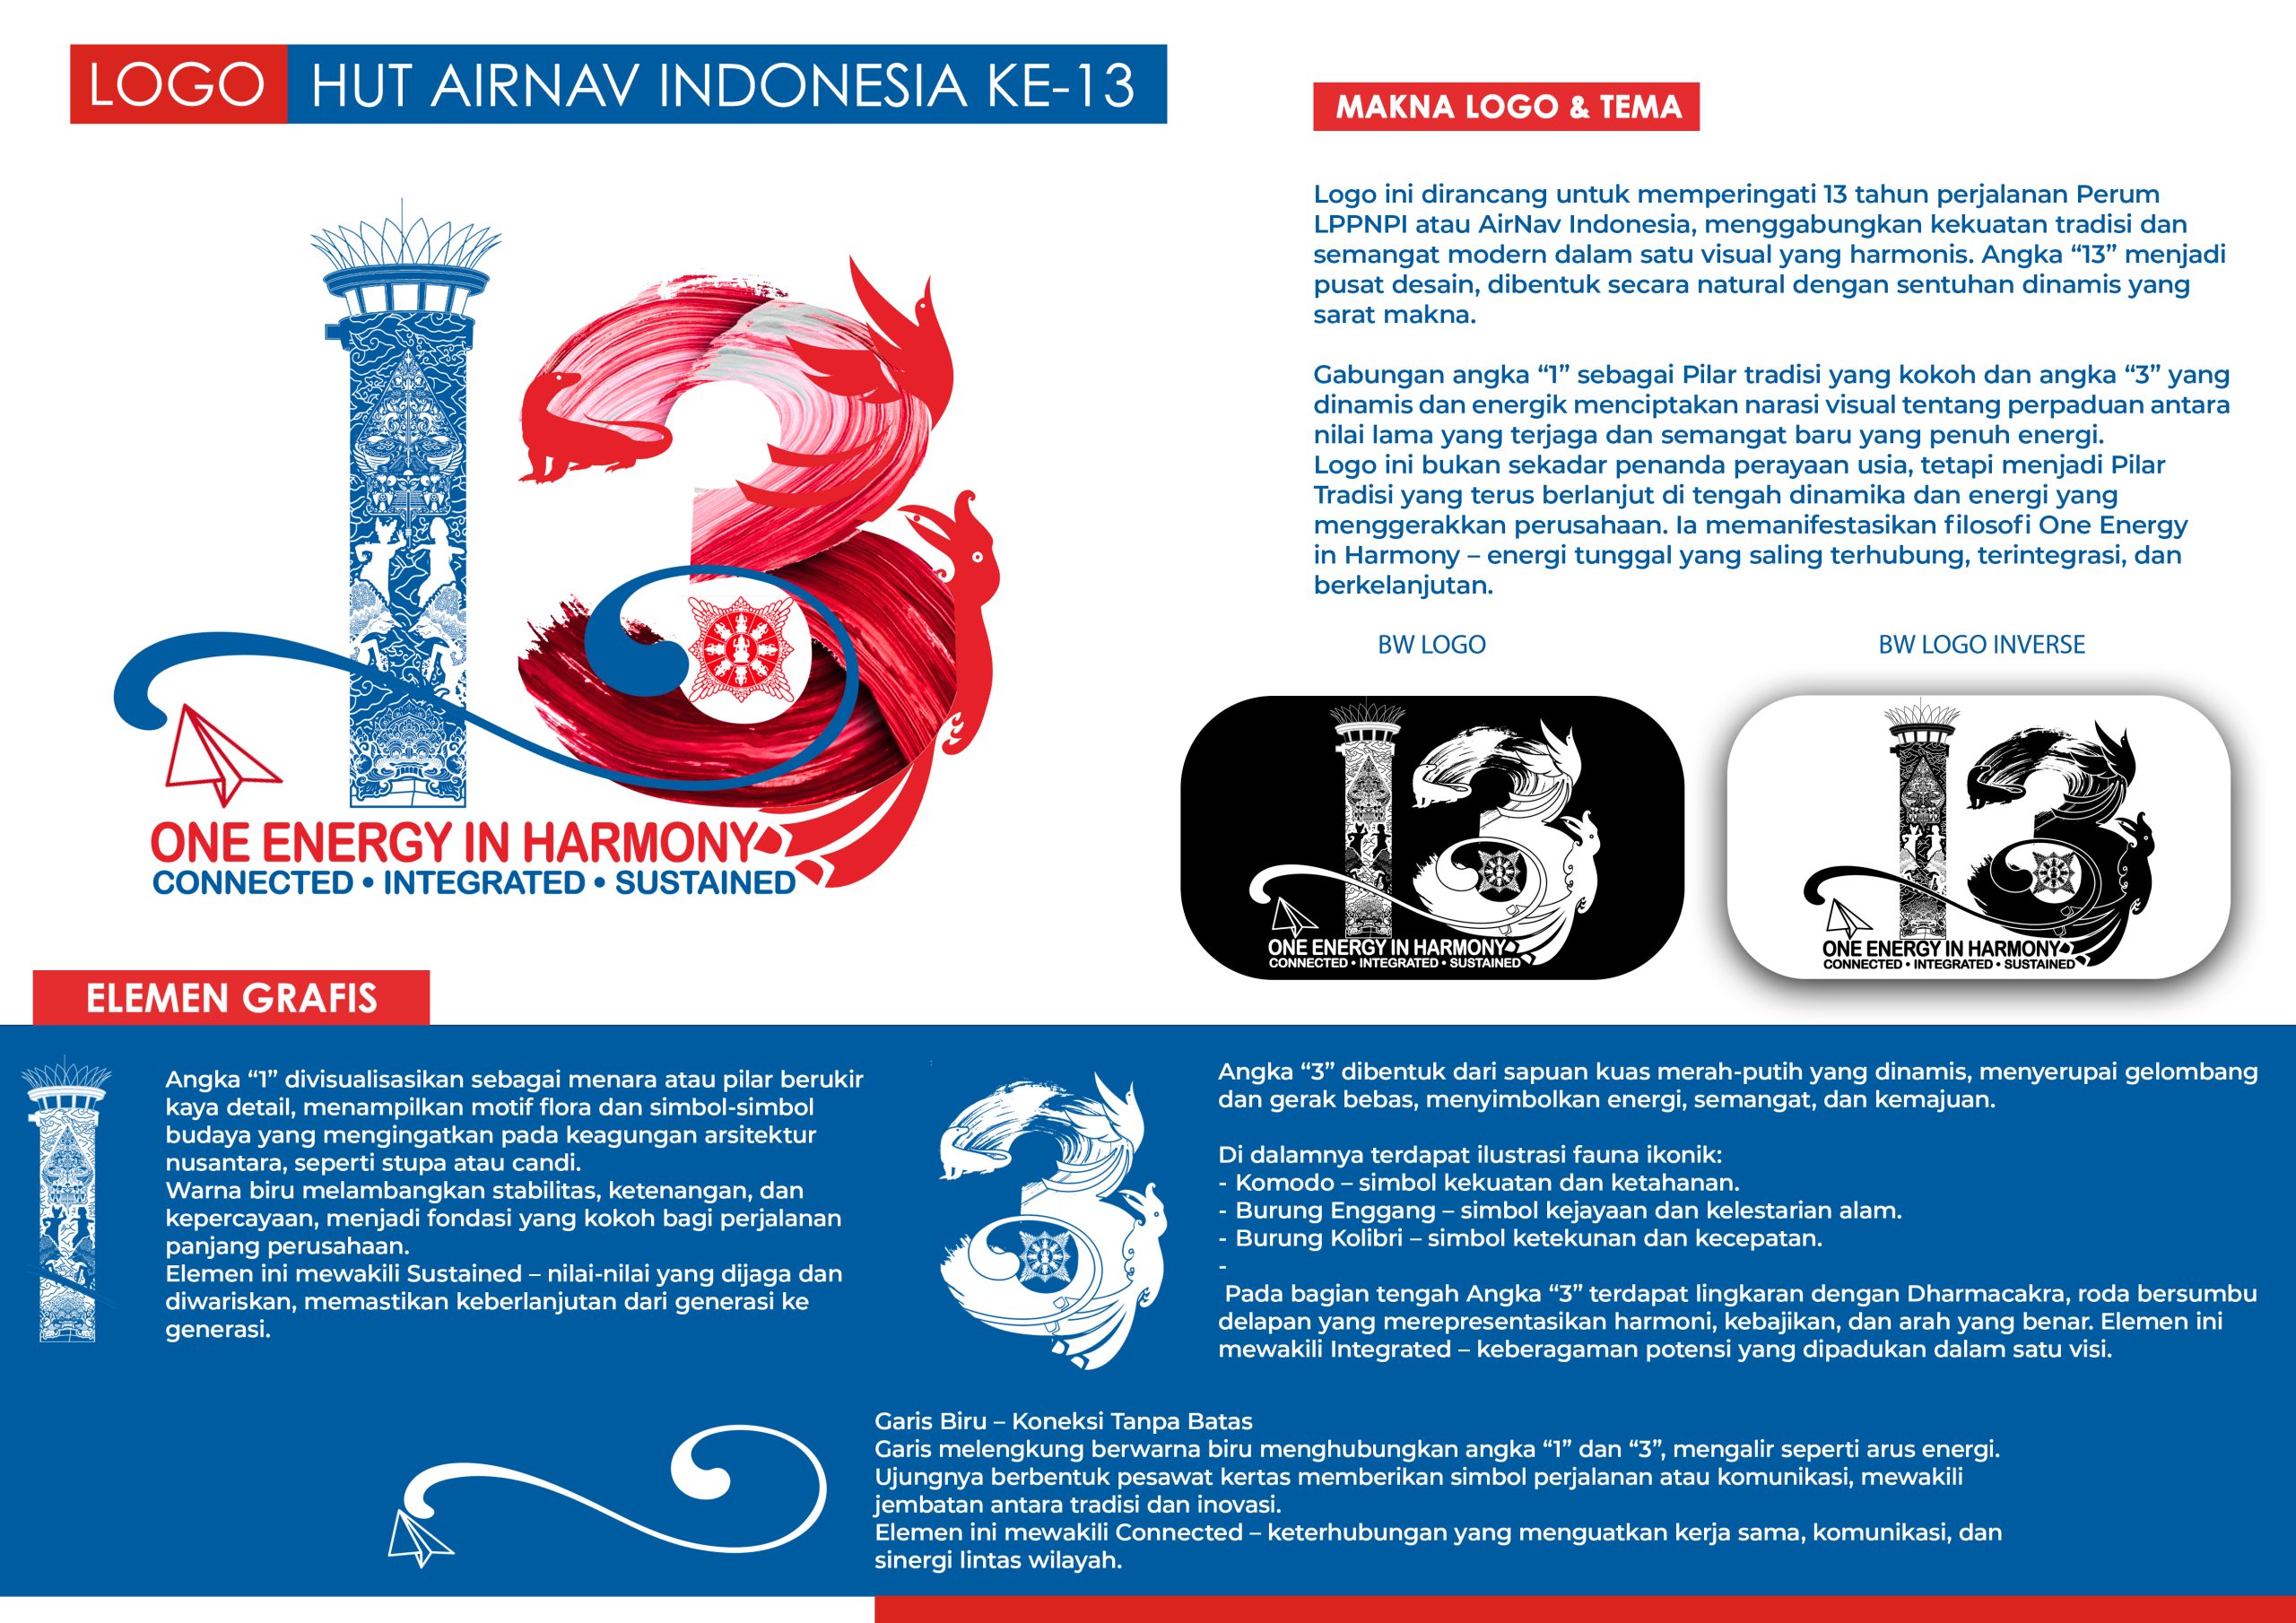 LOGO HUT AIRNAV INDONESIA KE-13
ONE ENERGY IN HARMONY
CONNECTED • INTEGRATED • SUSTAINED
MAKNA LOGO & TEMA
Logo ini dirancang untuk memperingati 13 tahun perjalanan Perum
LPPNPI atau AirNav Indonesia, menggabungkan kekuatan tradisi dan
semangat modern dalam satu visual yang harmonis. Angka “13” menjadi
pusat desain, dibentuk secara natural dengan sentuhan dinamis yang
sarat makna.
Gabungan angka “1” sebagai Pilar tradisi yang kokoh dan angka “3” yang
dinamis dan energik menciptakan narasi visual tentang perpaduan antara
nilai lama yang terjaga dan semangat baru yang penuh energi.
Logo ini bukan sekadar penanda perayaan usia, tetapi menjadi Pilar
Tradisi yang terus berlanjut di tengah dinamika dan energi yang
menggerakkan perusahaan. Ia memanifestasikan filosofi One Energy
in Harmony – energi tunggal yang saling terhubung, terintegrasi, dan
berkelanjutan.
BW LOGO
ONE ENERGY IN HARMONY
CONNECTED • INTEGRATED • SUSTAINED
BW LOGO INVERSE
ONE ENERGY IN HARMONY
CONNECTED • INTEGRATED • SUSTAINED
ELEMEN GRAFIS
Angka “1” divisualisasikan sebagai menara atau pilar berukir
kaya detail, menampilkan motif flora dan simbol-simbol
budaya yang mengingatkan pada keagungan arsitektur
nusantara, seperti stupa atau candi.
Warna biru melambangkan stabilitas, ketenangan, dan
kepercayaan, menjadi fondasi yang kokoh bagi perjalanan
panjang perusahaan.
Elemen ini mewakili Sustained – nilai-nilai yang dijaga dan
diwariskan, memastikan keberlanjutan dari generasi ke
generasi.
Angka “3” dibentuk dari sapuan kuas merah-putih yang dinamis, menyerupai gelombang
dan gerak bebas, menyimbolkan energi, semangat, dan kemajuan.
Di dalamnya terdapat ilustrasi fauna ikonik:
- Komodo – simbol kekuatan dan ketahanan.
- Burung Enggang – simbol kejayaan dan kelestarian alam.
- Burung Kolibri – simbol ketekunan dan kecepatan.
-
Pada bagian tengah Angka “3” terdapat lingkaran dengan Dharmacakra, roda bersumbu
delapan yang merepresentasikan harmoni, kebajikan, dan arah yang benar. Elemen ini
mewakili Integrated – keberagaman potensi yang dipadukan dalam satu visi.
Garis Biru – Koneksi Tanpa Batas
Garis melengkung berwarna biru menghubungkan angka “1” dan “3”, mengalir seperti arus energi.
Ujungnya berbentuk pesawat kertas memberikan simbol perjalanan atau komunikasi, mewakili
jembatan antara tradisi dan inovasi.
Elemen ini mewakili Connected – keterhubungan yang menguatkan kerja sama, komunikasi, dan
sinergi lintas wilayah.